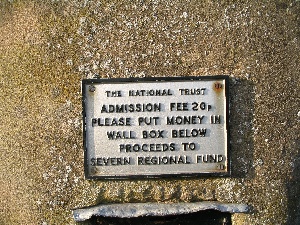 THE NATIONAL TRUST
ADMISSION FEE 20p
PLEASE PUT MONEY IN
WALL BOX BELOW
PROCEEDS TO
SEVERN REGIONAL FUND